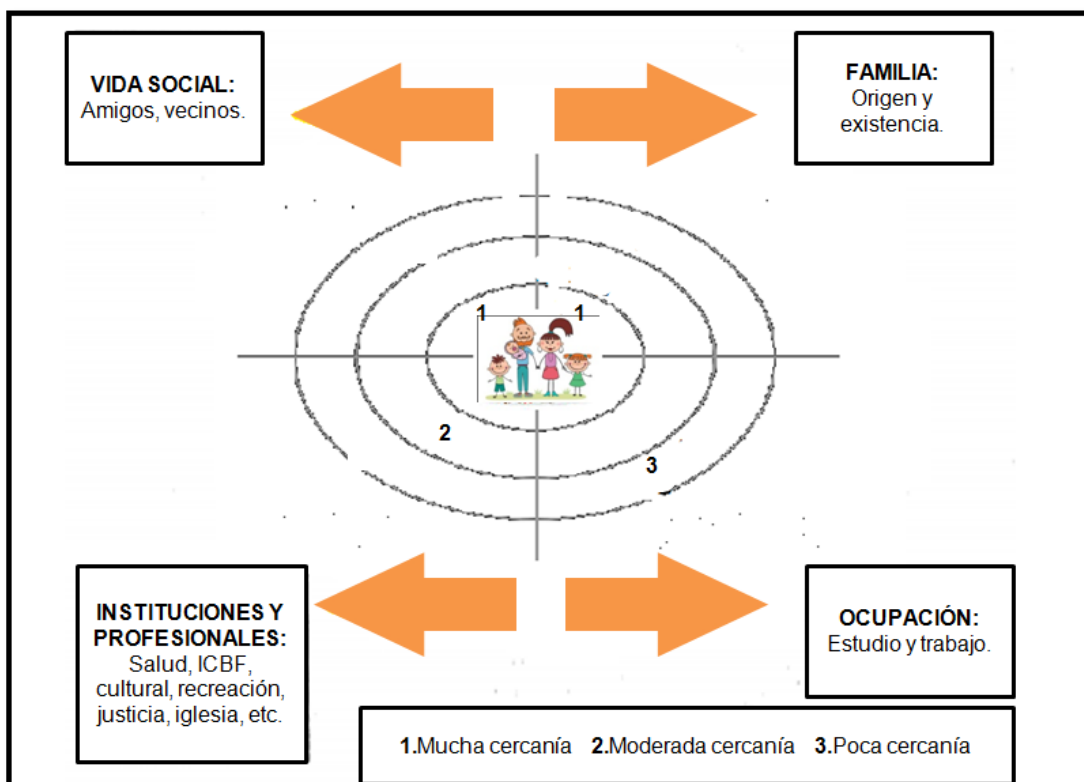 VIDA SOCIAL:
Amigos, vecinos.
FAMILIA:
Origen y
existencia.
1
1
2
3
INSTITUCIONES Y
PROFESIONALES:
Salud, ICBF,
cultural, recreación,
justicia, iglesia, etc.
OCUPACIÓN:
Estudio y trabajo.
1.Mucha cercanía 2.Moderada cercanía 3.Poca cercanía